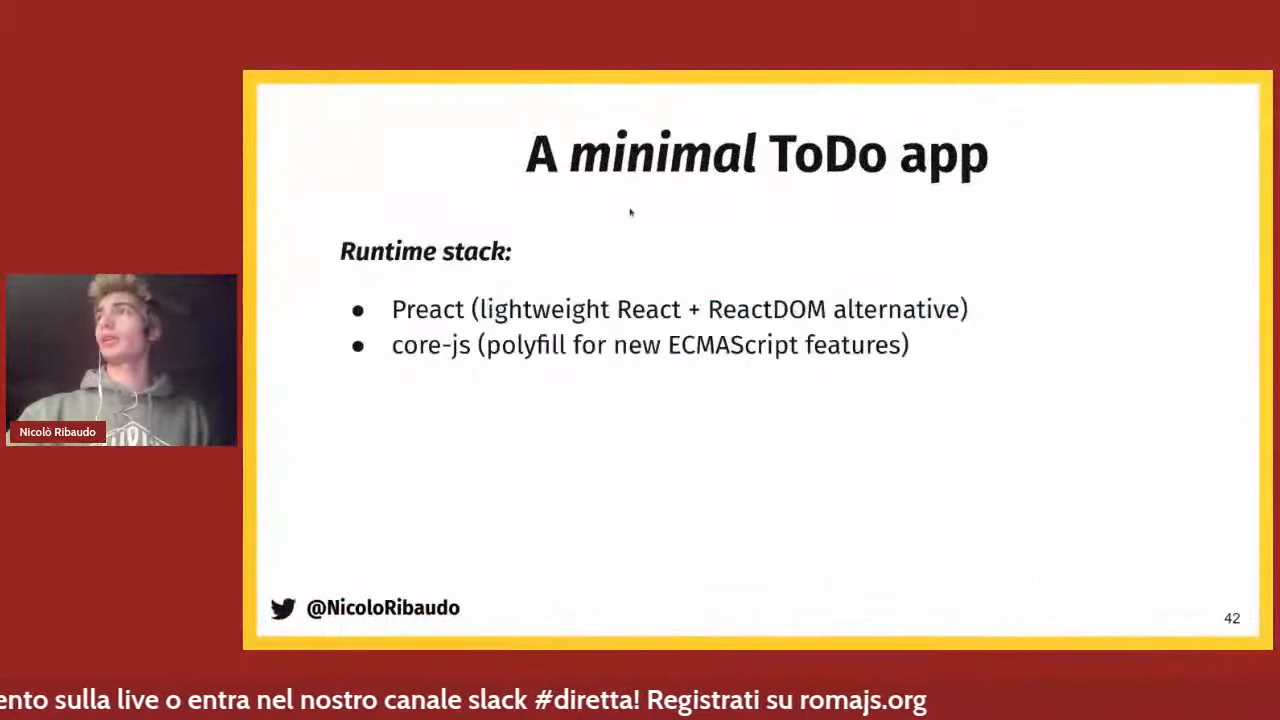 A minimal ToDo app
Runtime stack:
● Preact (lightweight React + ReactDOM alternative)
● core-js (polyfill for new ECMAScript features)
Nicolò Ribaudo
@NicoloRibaudo
42
ento sulla live o entra nel nostro canale slack #diretta! Registrati su romajs.org